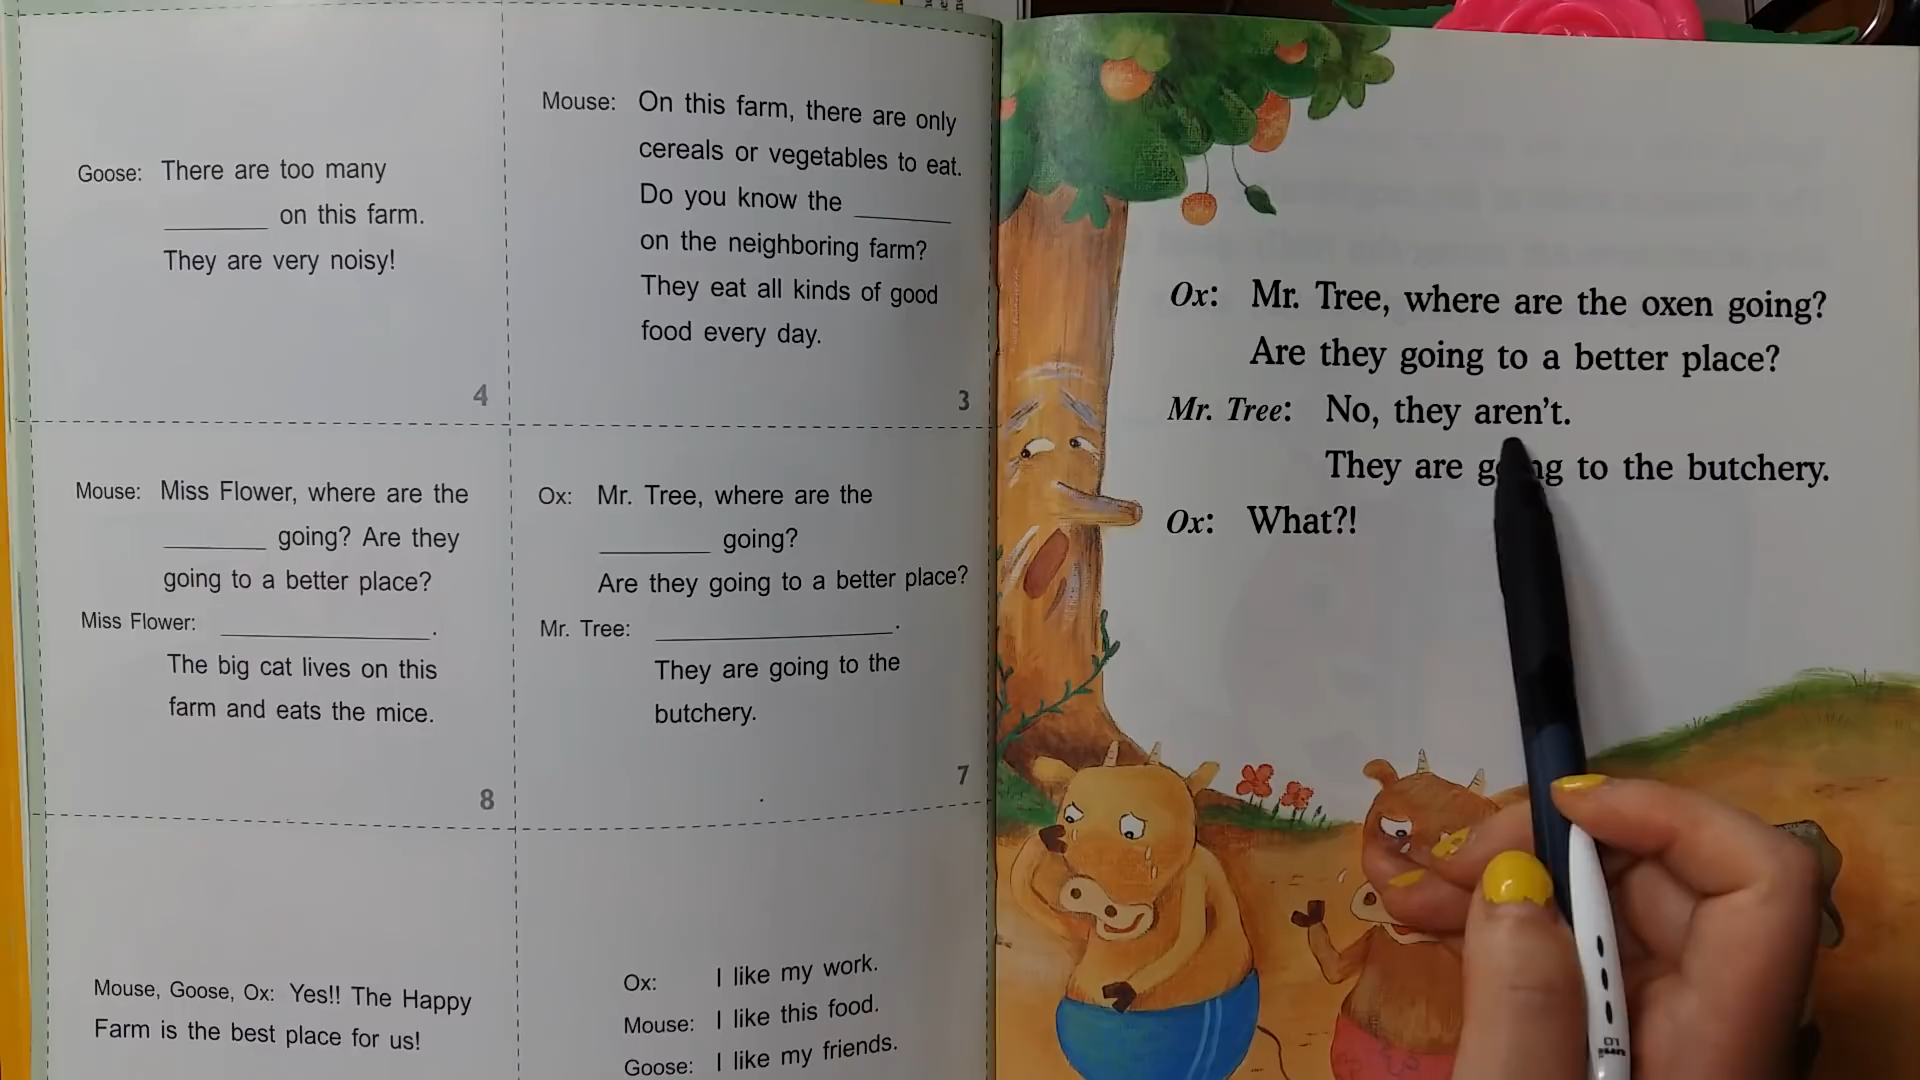 Goose: There are too many
________ on this farm.
They are very noisy!
4
Mouse: On this farm, there are only
cereals or vegetables to eat.
Do you know the ________
on the neighboring farm?
They eat all kinds of good
food every day.
3
Mouse: Miss Flower, where are the
________ going? Are they
going to a better place?
Miss Flower: ________________.
The big cat lives on this
farm and eats the mice.
8
Ox: Mr. Tree, where are the
________ going?
Are they going to a better place?
Mr. Tree: ________________.
They are going to the
butchery.
7
Mouse, Goose, Ox: Yes!! The Happy
Farm is the best place for us!
Ox: I like my work.
Mouse: I like this food.
Goose: I like my friends.
Ox: Mr. Tree, where are the oxen going?
Are they going to a better place?
Mr. Tree: No, they aren't.
They are going to the butchery.
Ox: What?!